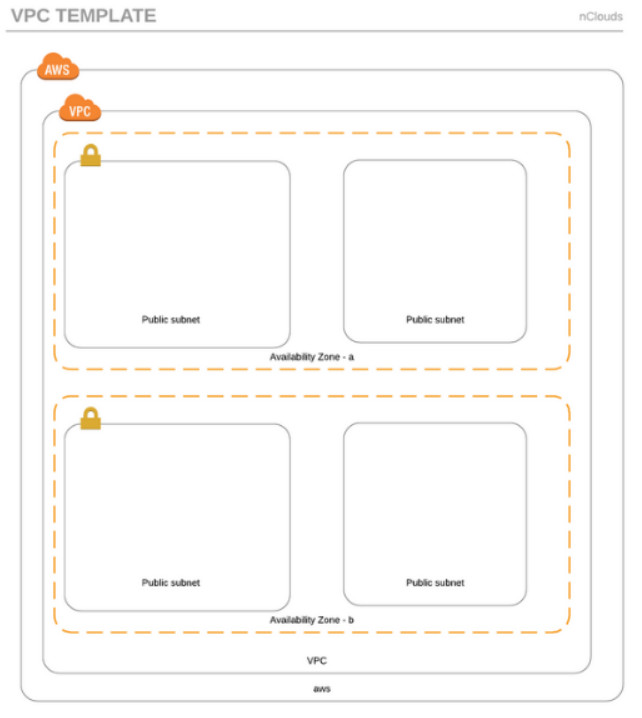 VPC TEMPLATE
nClouds
AWS
VPC
Public subnet
Public subnet
Availability Zone - a
Public subnet
Public subnet
Availability Zone - b
VPC
aws